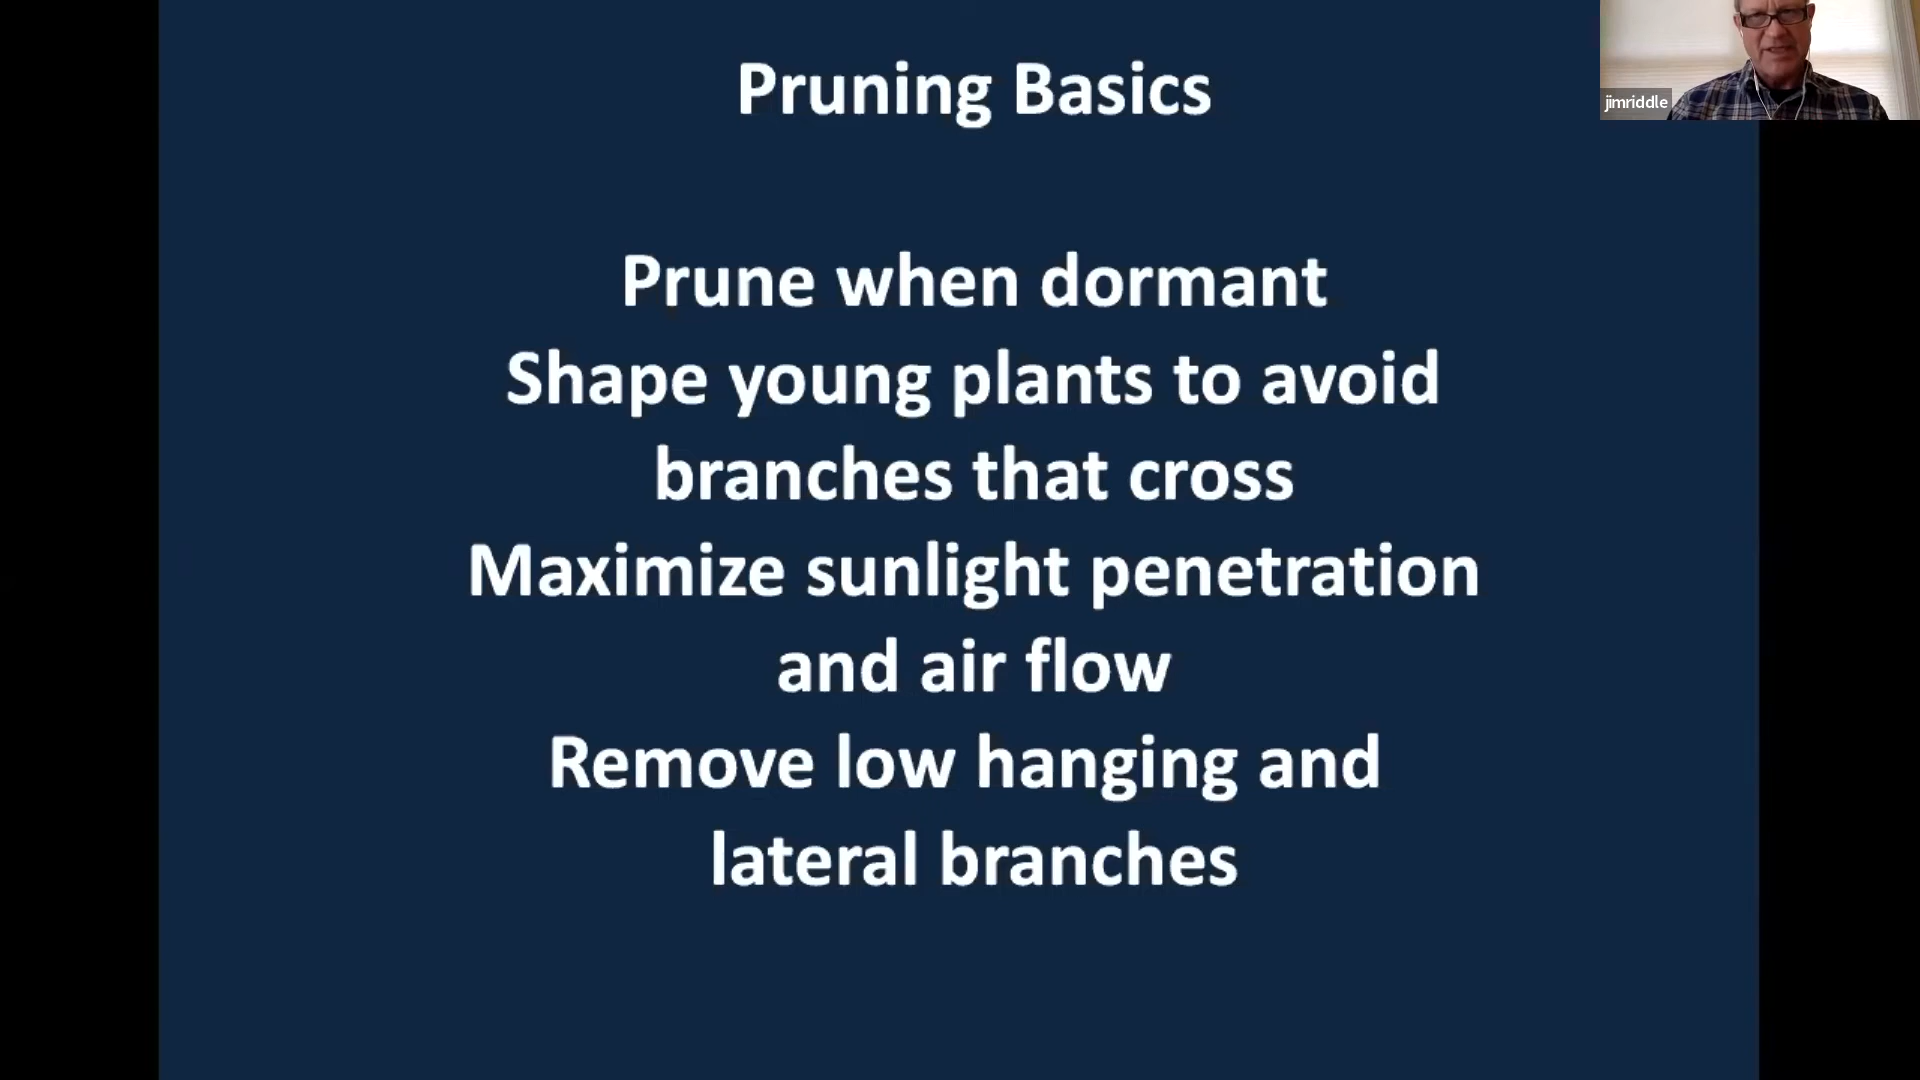 Pruning Basics
jimriddle
Prune when dormant
Shape young plants to avoid
branches that cross
Maximize sunlight penetration
and air flow
Remove low hanging and
lateral branches